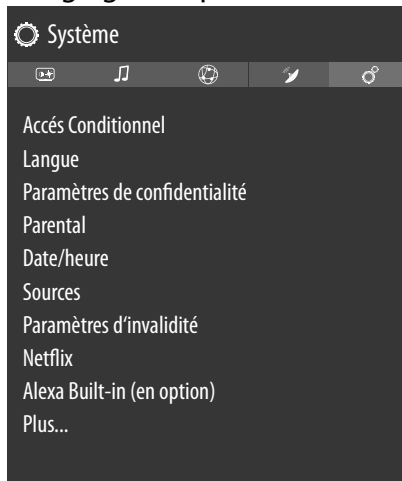 Système
Accés Conditionnel
Langue
Paramètres de confidentialité
Parental
Date/heure
Sources
Paramètres d‘invalidité
Netflix
Alexa Built-in (en option)
Plus...